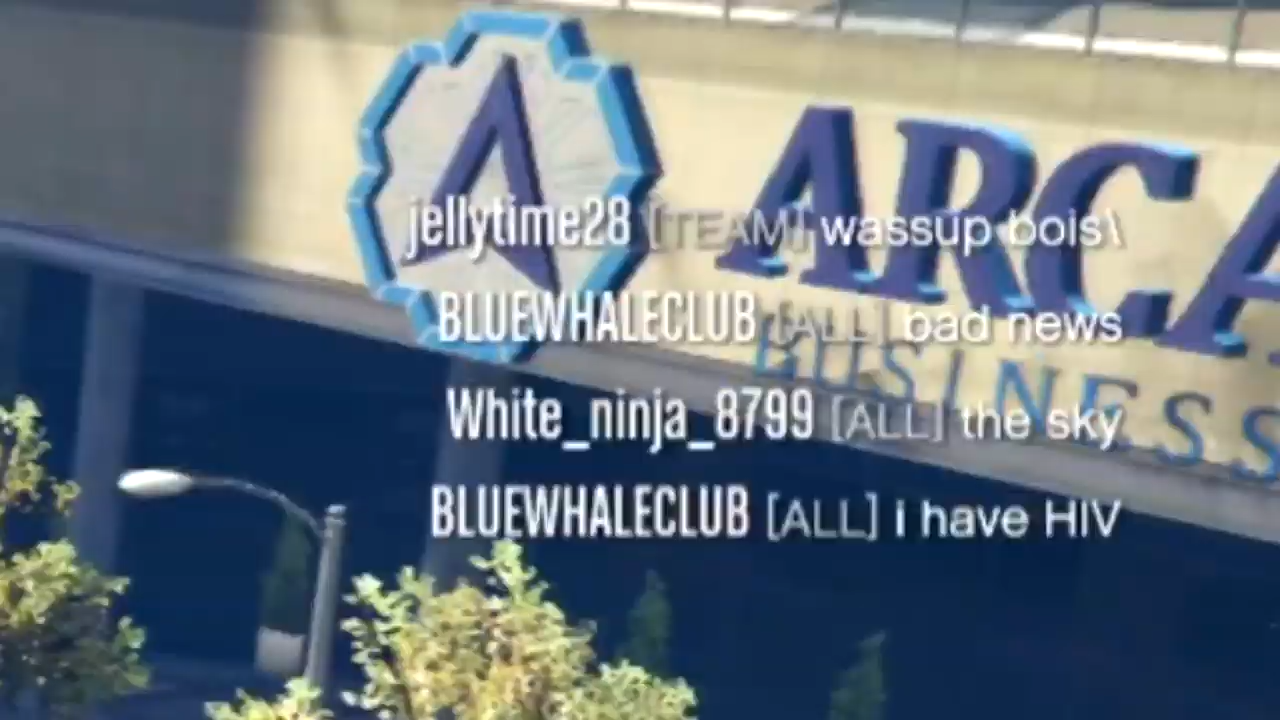 ARCA
jellytime28 [TEAM] wassup bois\
BLUEWHALECLUB [ALL] bad news
BUSINESS
White_ninja_8799 [ALL] the sky
BLUEWHALECLUB [ALL] i have HIV